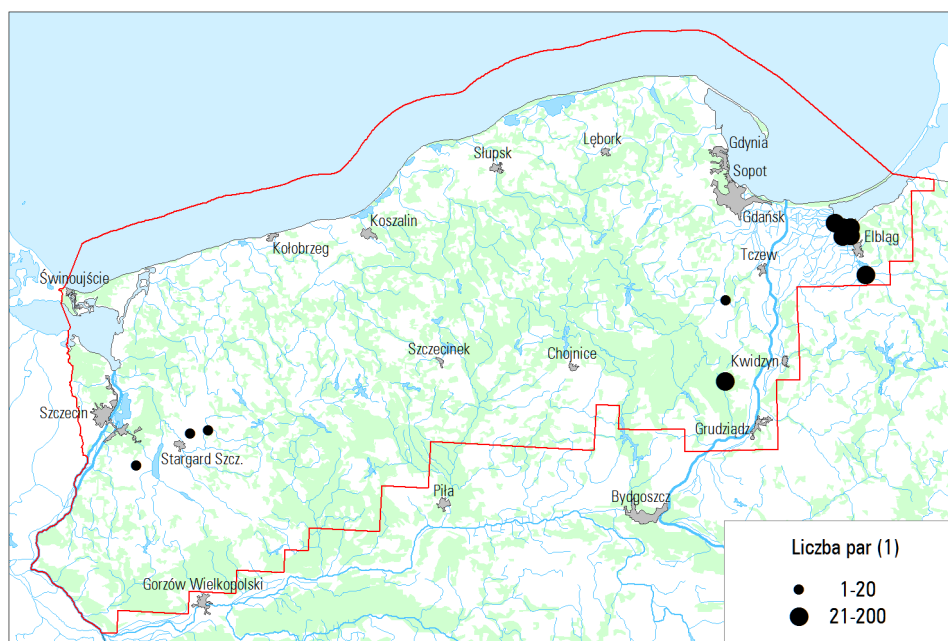 Lębork
Gdynia
Słupsk
Sopot
Gdańsk
Koszalin
Elbląg
Kołobrzeg
Tczew
Świnoujście
Szczecinek
Chojnice
Kwidzyn
Szczecin
Grudziądz
Stargard Szcz.
Piła
Bydgoszcz
Liczba par (1)
Gorzów Wielkopolski
1-20
21-200